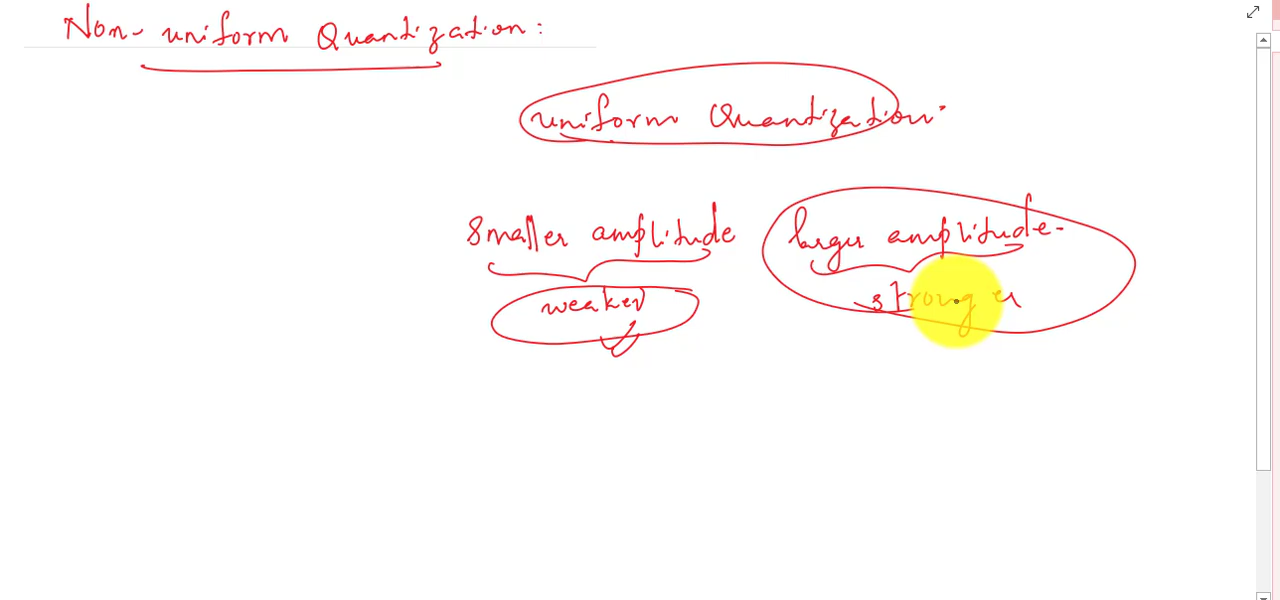 Non-uniform Quantization:
uniform Quantization.
Smaller amplitude larger amplitude.
weaker stronger